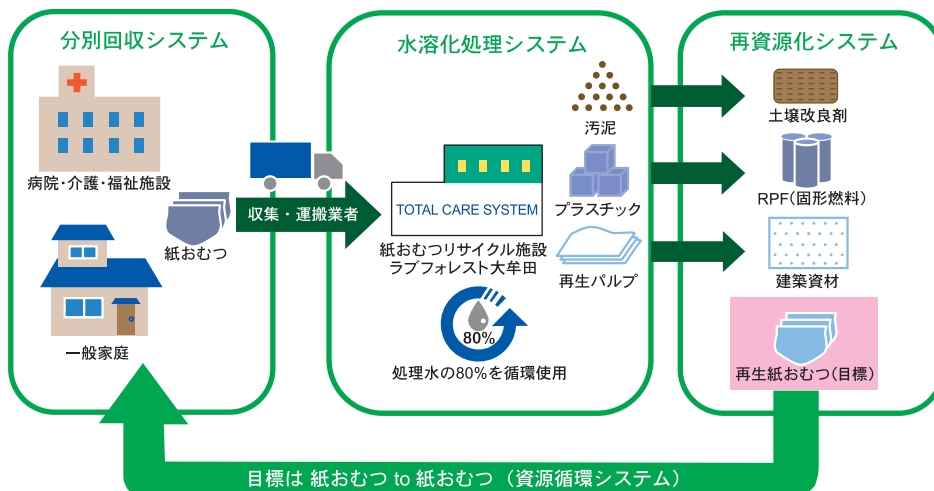 分別回収システム
病院・介護・福祉施設
紙おむつ
一般家庭
収集・運搬業者
水溶化処理システム
汚泥
プラスチック
再生パルプ
TOTAL CARE SYSTEM
紙おむつリサイクル施設
ラブフォレスト大牟田
80%
処理水の80%を循環使用
再資源化システム
土壌改良剤
RPF(固形燃料)
建築資材
再生紙おむつ(目標)
目標は 紙おむつ to 紙おむつ （資源循環システム）